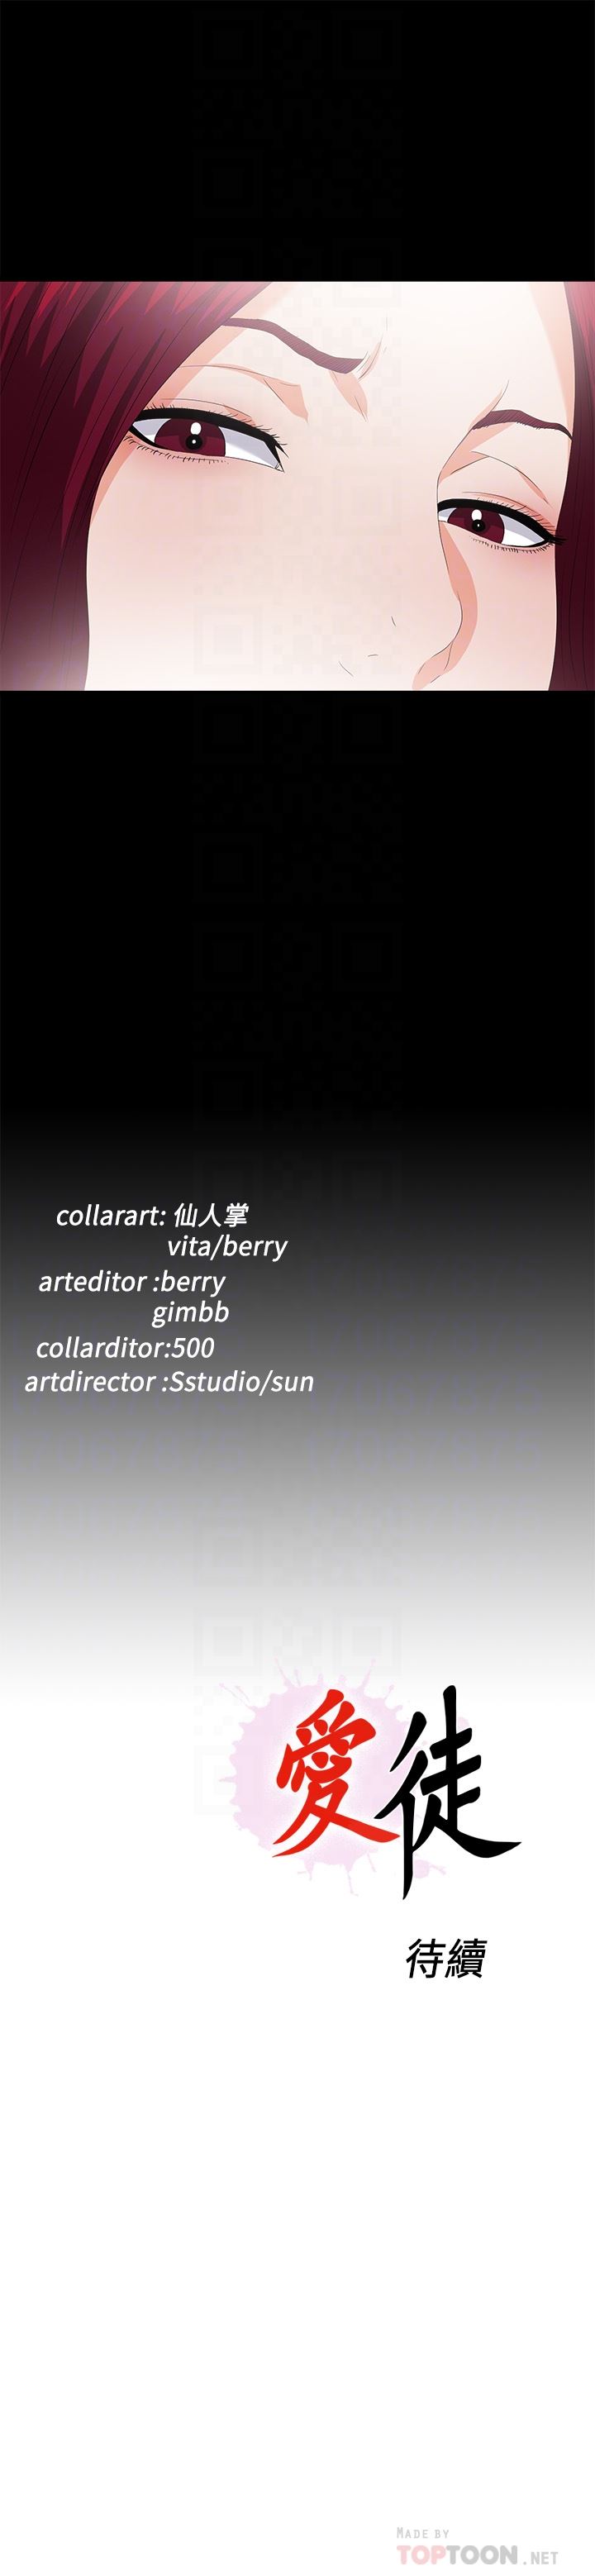 collarart: 仙人掌
vita/berry
arteditor :berry
gimbb
collarditor:500
artdirector :Sstudio/sun
愛徒
待續
MADE BY
TOPTOON.NET